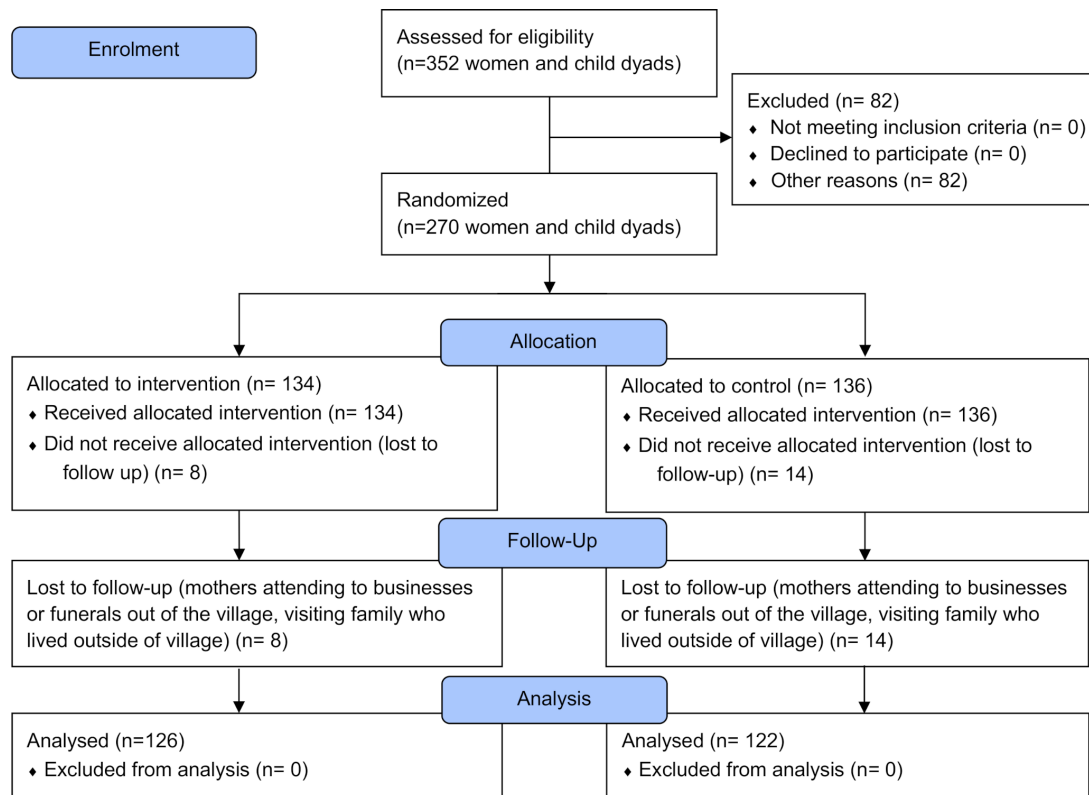 Enrolment
Assessed for eligibility
(n=352 women and child dyads)
Excluded (n= 82)
♦ Not meeting inclusion criteria (n= 0)
♦ Declined to participate (n= 0)
♦ Other reasons (n= 82)
Randomized
(n=270 women and child dyads)
Allocation
Allocated to intervention (n= 134)
♦ Received allocated intervention (n= 134)
♦ Did not receive allocated intervention (lost to
follow up) (n= 8)
Allocated to control (n= 136)
♦ Received allocated intervention (n= 136)
♦ Did not receive allocated intervention (lost to
follow-up) (n= 14)
Follow-Up
Lost to follow-up (mothers attending to businesses
or funerals out of the village, visiting family who
lived outside of village) (n= 8)
Lost to follow-up (mothers attending to businesses
or funerals out of the village, visiting family who
lived outside of village) (n= 14)
Analysis
Analysed (n=126)
♦ Excluded from analysis (n= 0)
Analysed (n= 122)
♦ Excluded from analysis (n= 0)